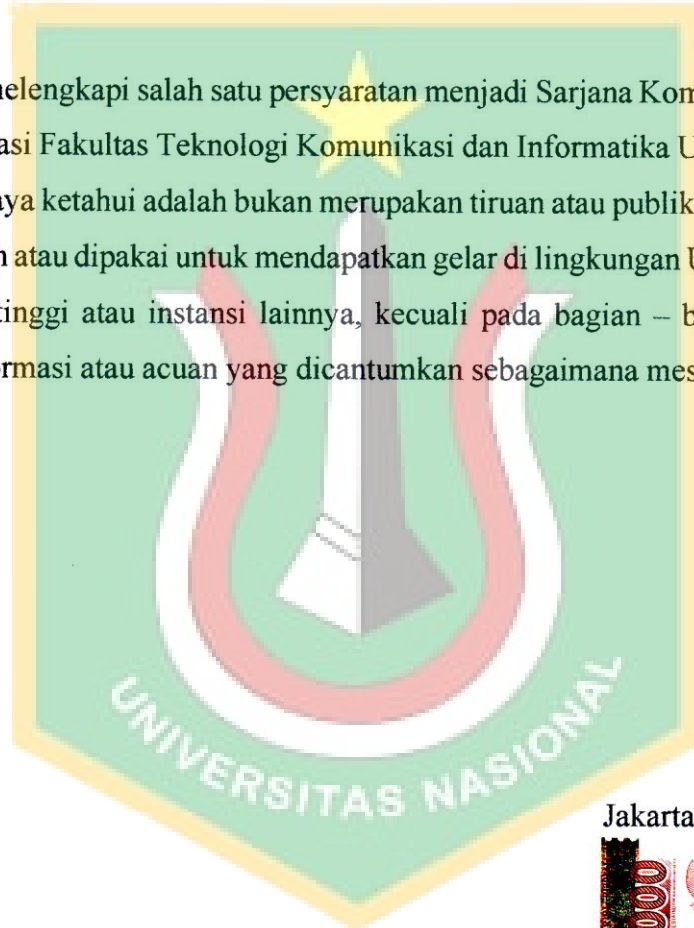 melengkapi salah satu persyaratan menjadi Sarjana Kom
asi Fakultas Teknologi Komunikasi dan Informatika U
aya ketahui adalah bukan merupakan tiruan atau publik
n atau dipakai untuk mendapatkan gelar di lingkungan U
tinggi atau instansi lainnya, kecuali pada bagian – b
ormasi atau acuan yang dicantumkan sebagaimana mes
UNIVERSITAS NASIONAL
Jakarta
000